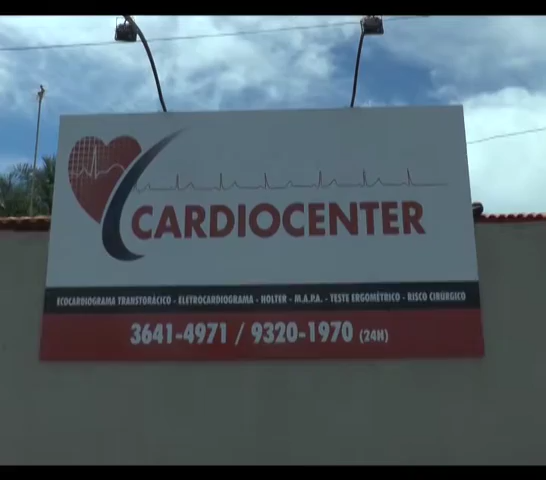 CARDIOCENTER
ECOCARDIOGRAMA TRANSTORÁCICO - ELETROCARDIOGRAMA - HOLTER - M.A.P.A. - TESTE ERGOMÉTRICO - RISCO CIRÚRGICO
3641-4971 / 9320-1970 (24H)